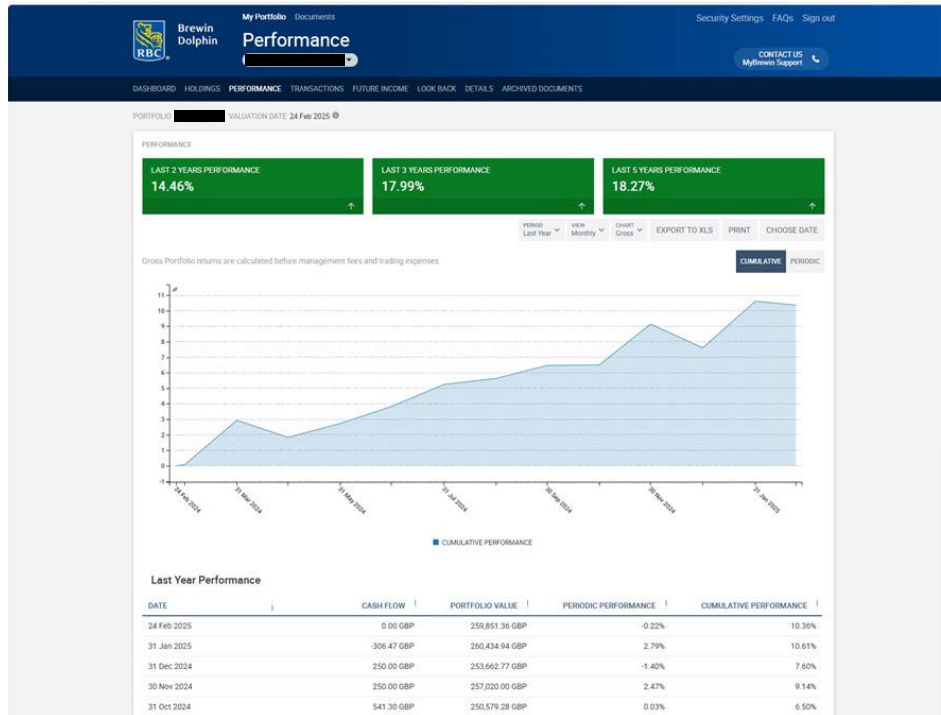 My Portfolio Documents
Security Settings FAQs Sign out
RBC
Brewin
Dolphin
Performance
CONTACT US
MyBrewin Support
DASHBOARD HOLDINGS PERFORMANCE TRANSACTIONS FUTURE INCOME LOOK BACK DETAILS ARCHIVED DOCUMENTS
PORTFOLIO VALUATION DATE 24 Feb 2025
PERFORMANCE
LAST 2 YEARS PERFORMANCE LAST 3 YEARS PERFORMANCE LAST 5 YEARS PERFORMANCE
14.46% 17.99% 18.27%
PERIOD VIEW CHART
Last Year Monthly Gross EXPORT TO XLS PRINT CHOOSE DATE
Gross Portfolio returns are calculated before management fees and trading expenses CUMULATIVE PERIODIC
%
11
10
9
8
7
6
5
4
3
2
1
0
-1
24 Feb 2024 31 Mar 2024 31 May 2024 31 Jul 2024 30 Sep 2024 30 Nov 2024 31 Jan 2025
CUMULATIVE PERFORMANCE
Last Year Performance
DATE CASH FLOW PORTFOLIO VALUE PERIODIC PERFORMANCE CUMULATIVE PERFORMANCE
24 Feb 2025 0.00 GBP 259,851.36 GBP -0.22% 10.36%
31 Jan 2025 -306.47 GBP 260,434.94 GBP 2.79% 10.61%
31 Dec 2024 250.00 GBP 253,662.77 GBP -1.40% 7.60%
30 Nov 2024 250.00 GBP 257,020.00 GBP 2.47% 9.14%
31 Oct 2024 541.30 GBP 250,579.28 GBP 0.03% 6.50%